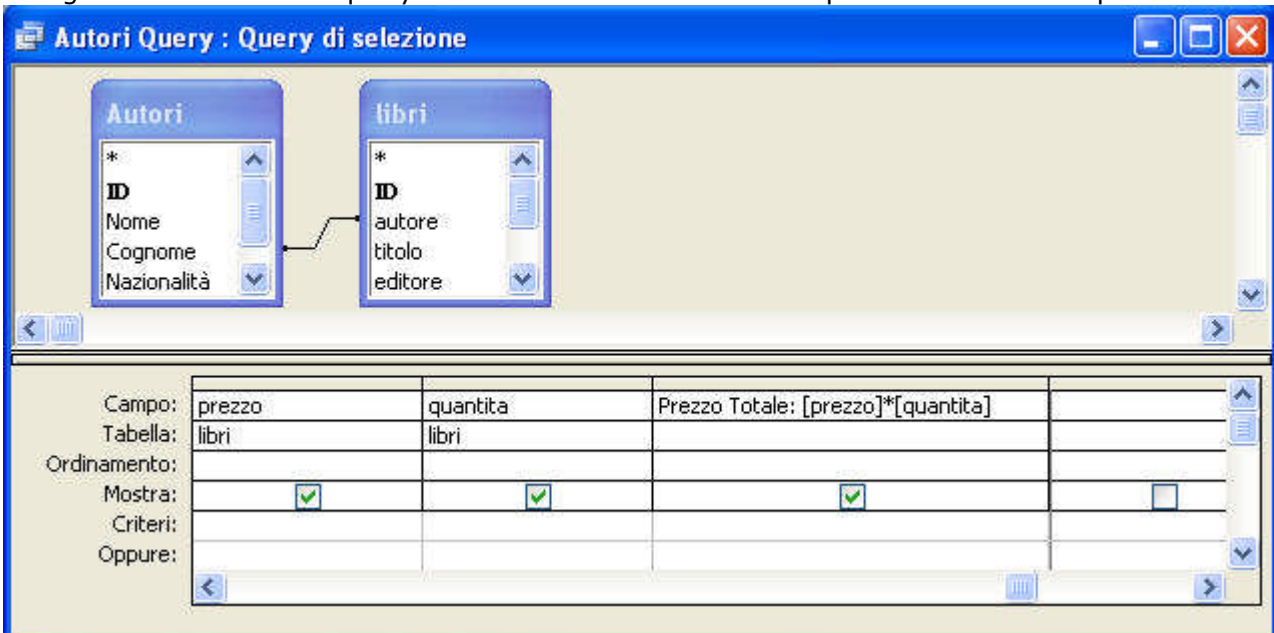 Autori Query : Query di selezione
Autori
*
ID
Nome
Cognome
Nazionalità
libri
*
ID
autore
titolo
editore
Campo: prezzo quantita Prezzo Totale: [prezzo]*[quantita]
Tabella: libri libri
Ordinamento:
Mostra:
Criteri:
Oppure: